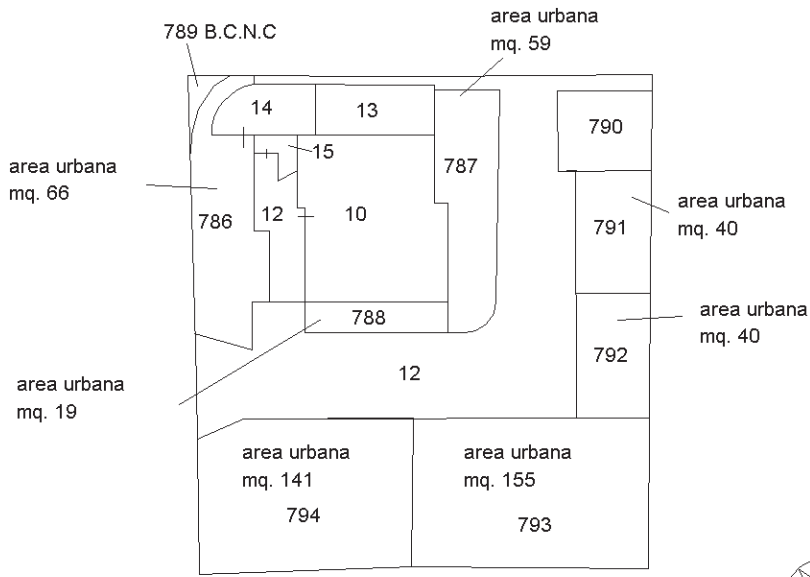 789 B.C.N.C
area urbana
mq. 59
14
13
790
15
787
area urbana
mq. 66
786
12
10
791
area urbana
mq. 40
788
792
area urbana
mq. 40
12
area urbana
mq. 19
area urbana
mq. 141
794
area urbana
mq. 155
793